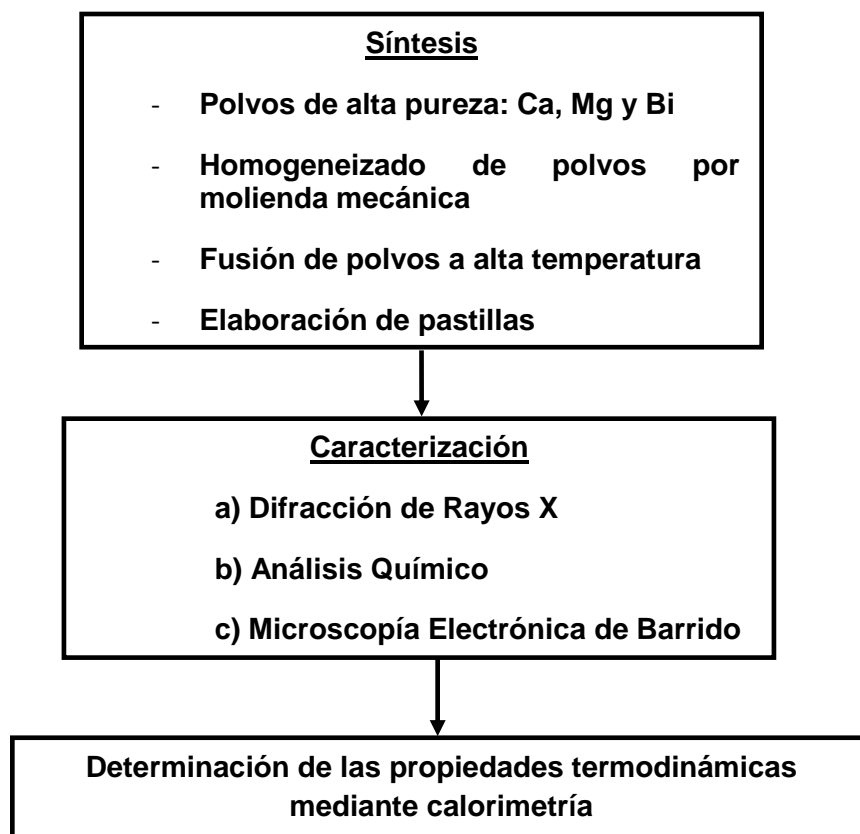 Síntesis
- Polvos de alta pureza: Ca, Mg y Bi
- Homogeneizado de polvos por
molienda mecánica
- Fusión de polvos a alta temperatura
- Elaboración de pastillas
Caracterización
a) Difracción de Rayos X
b) Análisis Químico
c) Microscopía Electrónica de Barrido
Determinación de las propiedades termodinámicas
mediante calorimetría